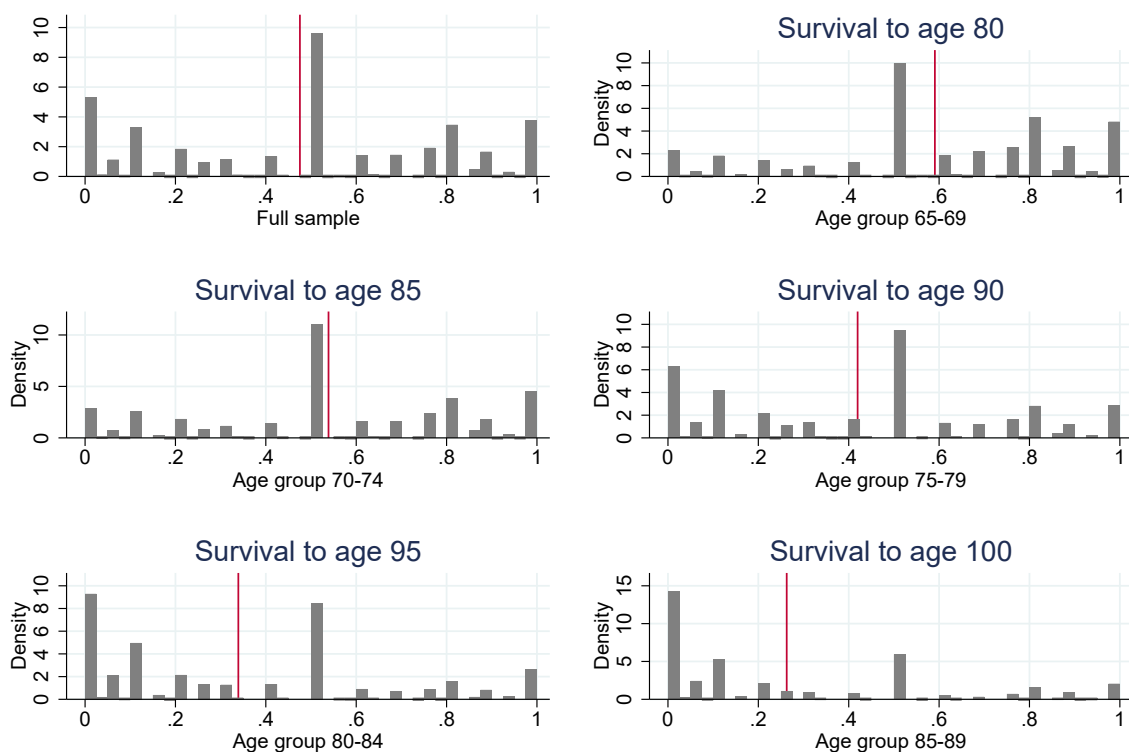 10
8
6
4
2
0
0 .2 .4 .6 .8 1
Full sample
Survival to age 80
Density
10
8
6
4
2
0
0 .2 .4 .6 .8 1
Age group 65-69
Survival to age 85
Density
10
5
0
0 .2 .4 .6 .8 1
Age group 70-74
Survival to age 90
Density
10
8
6
4
2
0
0 .2 .4 .6 .8 1
Age group 75-79
Survival to age 95
Density
10
8
6
4
2
0
0 .2 .4 .6 .8 1
Age group 80-84
Survival to age 100
Density
15
10
5
0
0 .2 .4 .6 .8 1
Age group 85-89